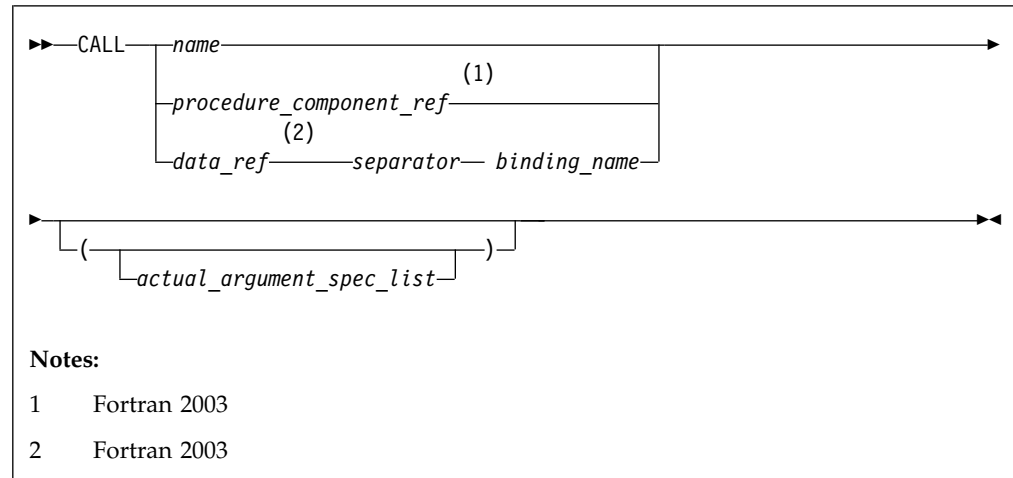 CALL name
(1)
procedure_component_ref
(2)
data_ref separator binding_name
( )
actual_argument_spec_list
Notes:
1 Fortran 2003
2 Fortran 2003